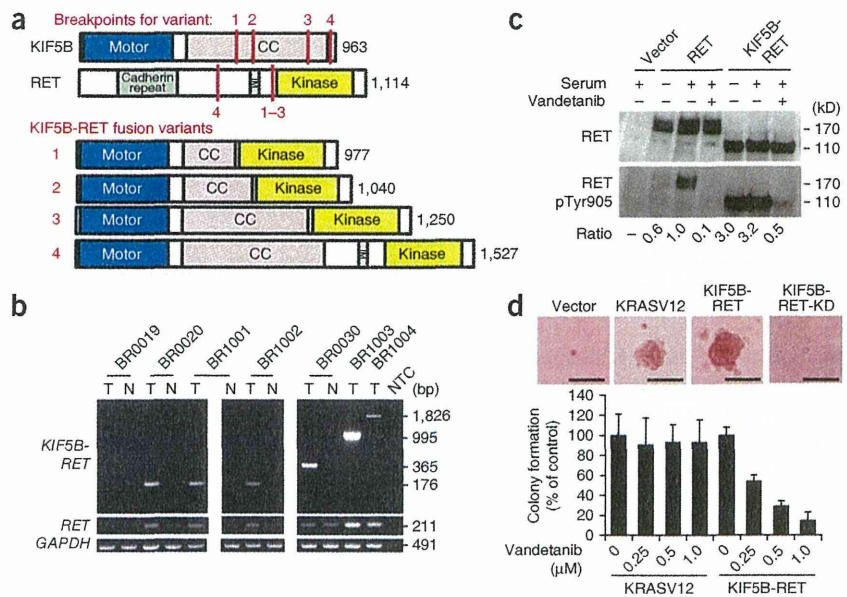 a
Breakpoints for variant: 1 2 3 4
KIF5B Motor CC 963
RET Cadherin repeat Kinase 1,114
4 1–3
KIF5B-RET fusion variants
1 Motor CC Kinase 977
2 Motor CC Kinase 1,040
3 Motor CC Kinase 1,250
4 Motor CC Kinase 1,527
b
BR0019 BR0020 BR1001 BR1002 BR0030 BR1003 BR1004
T N T N T N T N T N T T NTC (bp)
KIF5B-RET
1,826
995
365
176
RET 211
GAPDH 491
c
Vector RET KIF5B-RET
Serum + – + + – + +
Vandetanib – – – + – – + (kD)
RET 170
110
RET pTyr905 170
110
Ratio – 0.6 1.0 0.1 3.0 3.2 0.5
d
Vector KRASV12 KIF5B-RET KIF5B-RET-KD
Colony formation (% of control)
140
120
100
80
60
40
20
0
Vandetanib (μM) 0 0.25 0.5 1.0 0 0.25 0.5 1.0
KRASV12 KIF5B-RET